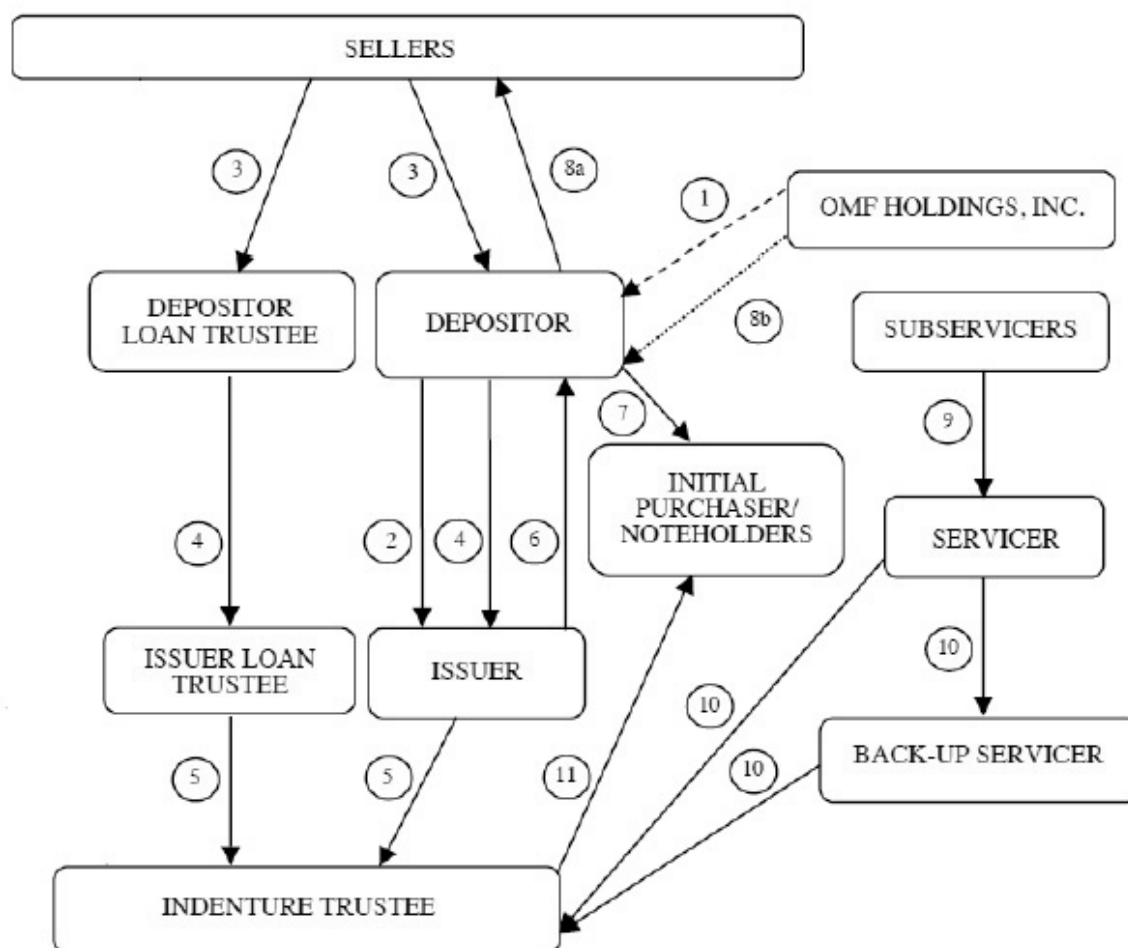 SELLERS
3
3
8a
1
OMF HOLDINGS, INC.
DEPOSITOR
LOAN TRUSTEE
DEPOSITOR
8b
SUBSERVICERS
7
9
INITIAL
PURCHASER/
NOTEHOLDERS
SERVICER
4
2
4
6
10
ISSUER LOAN
TRUSTEE
ISSUER
10
BACK-UP SERVICER
5
5
11
10
INDENTURE TRUSTEE